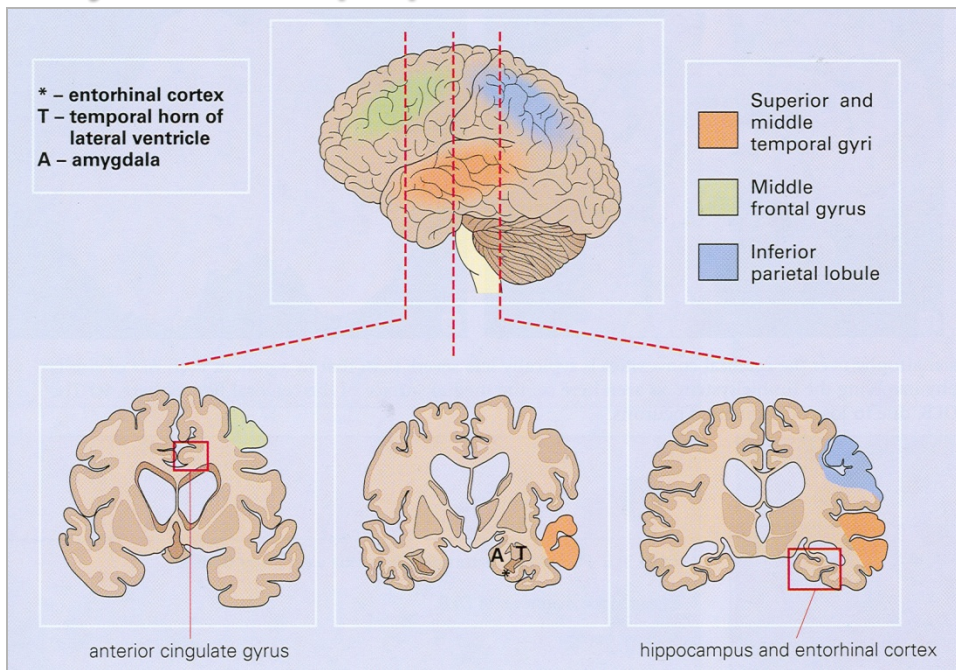 * – entorhinal cortex
T – temporal horn of
lateral ventricle
A – amygdala
Superior and
middle
temporal gyri
Middle
frontal gyrus
Inferior
parietal lobule
A T
*
anterior cingulate gyrus
hippocampus and entorhinal cortex